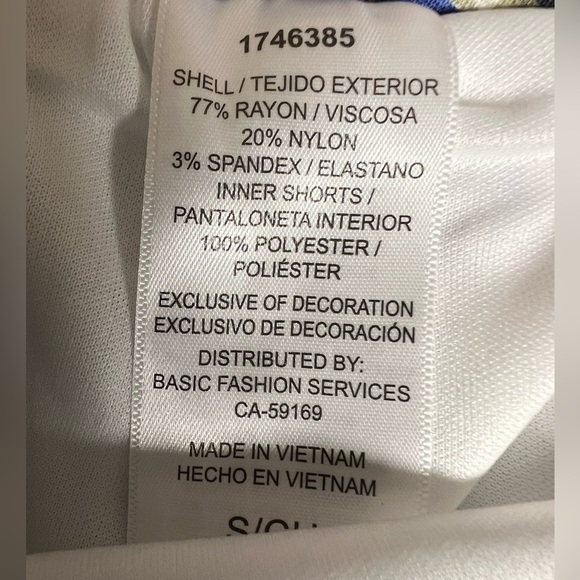 1746385
SHELL / TEJIDO EXTERIOR
77% RAYON / VISCOSA
20% NYLON
3% SPANDEX / ELASTANO
INNER SHORTS /
PANTALONETA INTERIOR
100% POLYESTER /
POLIÉSTER
EXCLUSIVE OF DECORATION
EXCLUSIVO DE DECORACIÓN
DISTRIBUTED BY:
BASIC FASHION SERVICES
CA-59169
MADE IN VIETNAM
HECHO EN VIETNAM